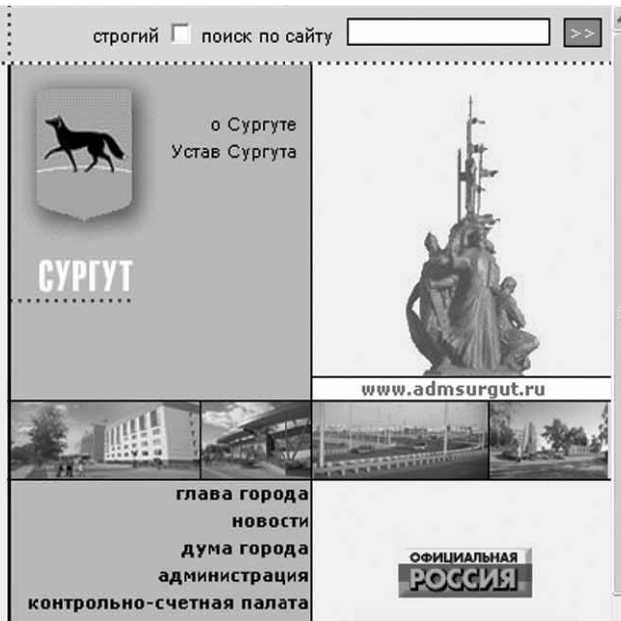 строгий поиск по сайту >>
о Сургуте
Устав Сургута
СУРГУТ
www.admsurgut.ru
глава города
новости
дума города
администрация
контрольно-счетная палата
ОФИЦИАЛЬНАЯ
РОССИЯ